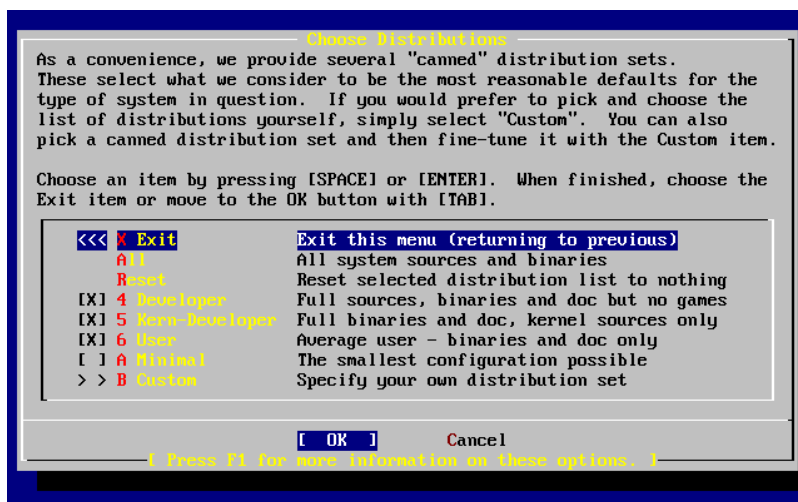 Choose Distributions
As a convenience, we provide several "canned" distribution sets.
These select what we consider to be the most reasonable defaults for the
type of system in question.  If you would prefer to pick and choose the
list of distributions yourself, simply select "Custom".  You can also
pick a canned distribution set and then fine-tune it with the Custom item.
Choose an item by pressing [SPACE] or [ENTER].  When finished, choose the
Exit item or move to the OK button with [TAB].
<<< X Exit Exit this menu (returning to previous)
All All system sources and binaries
Reset Reset selected distribution list to nothing
[X] 4 Developer Full sources, binaries and doc but no games
[X] 5 Kern-Developer Full binaries and doc, kernel sources only
[X] 6 User Average user - binaries and doc only
[ ] A Minimal The smallest configuration possible
> > B Custom Specify your own distribution set
[ OK ] Cancel
[ Press F1 for more information on these options. ]